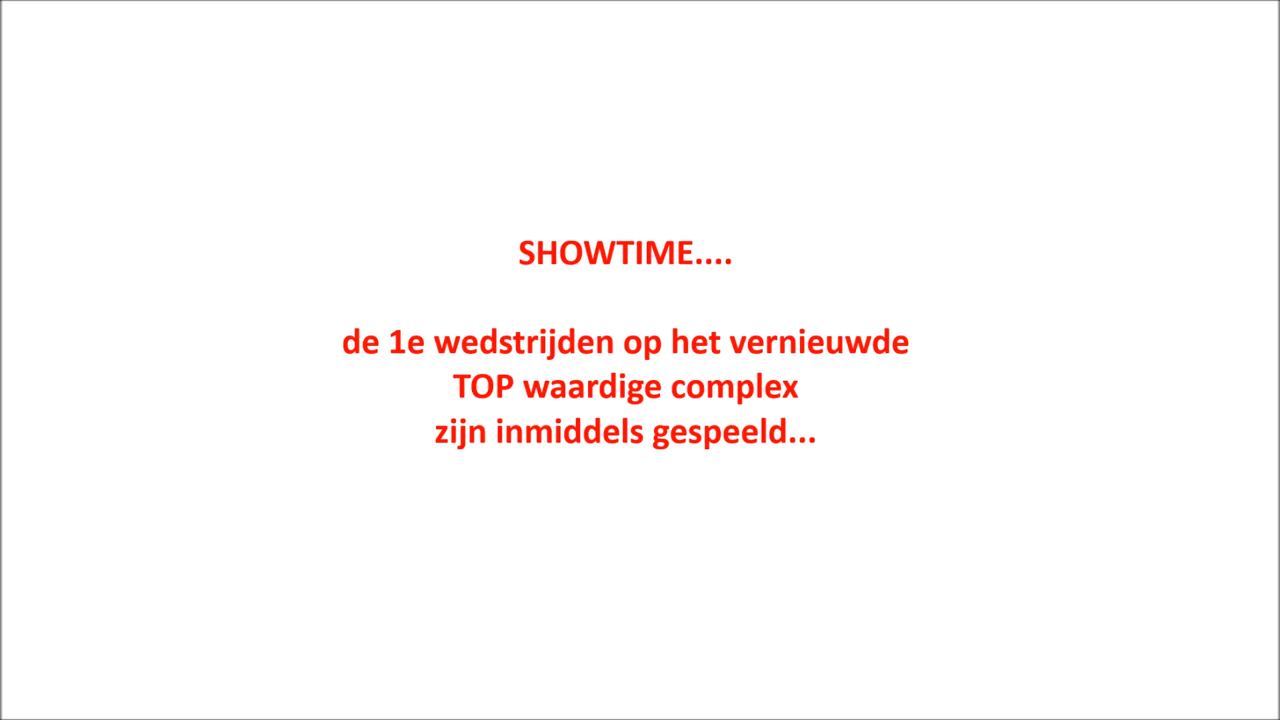 SHOWTIME....
de 1e wedstrijden op het vernieuwde
TOP waardige complex
zijn inmiddels gespeeld...